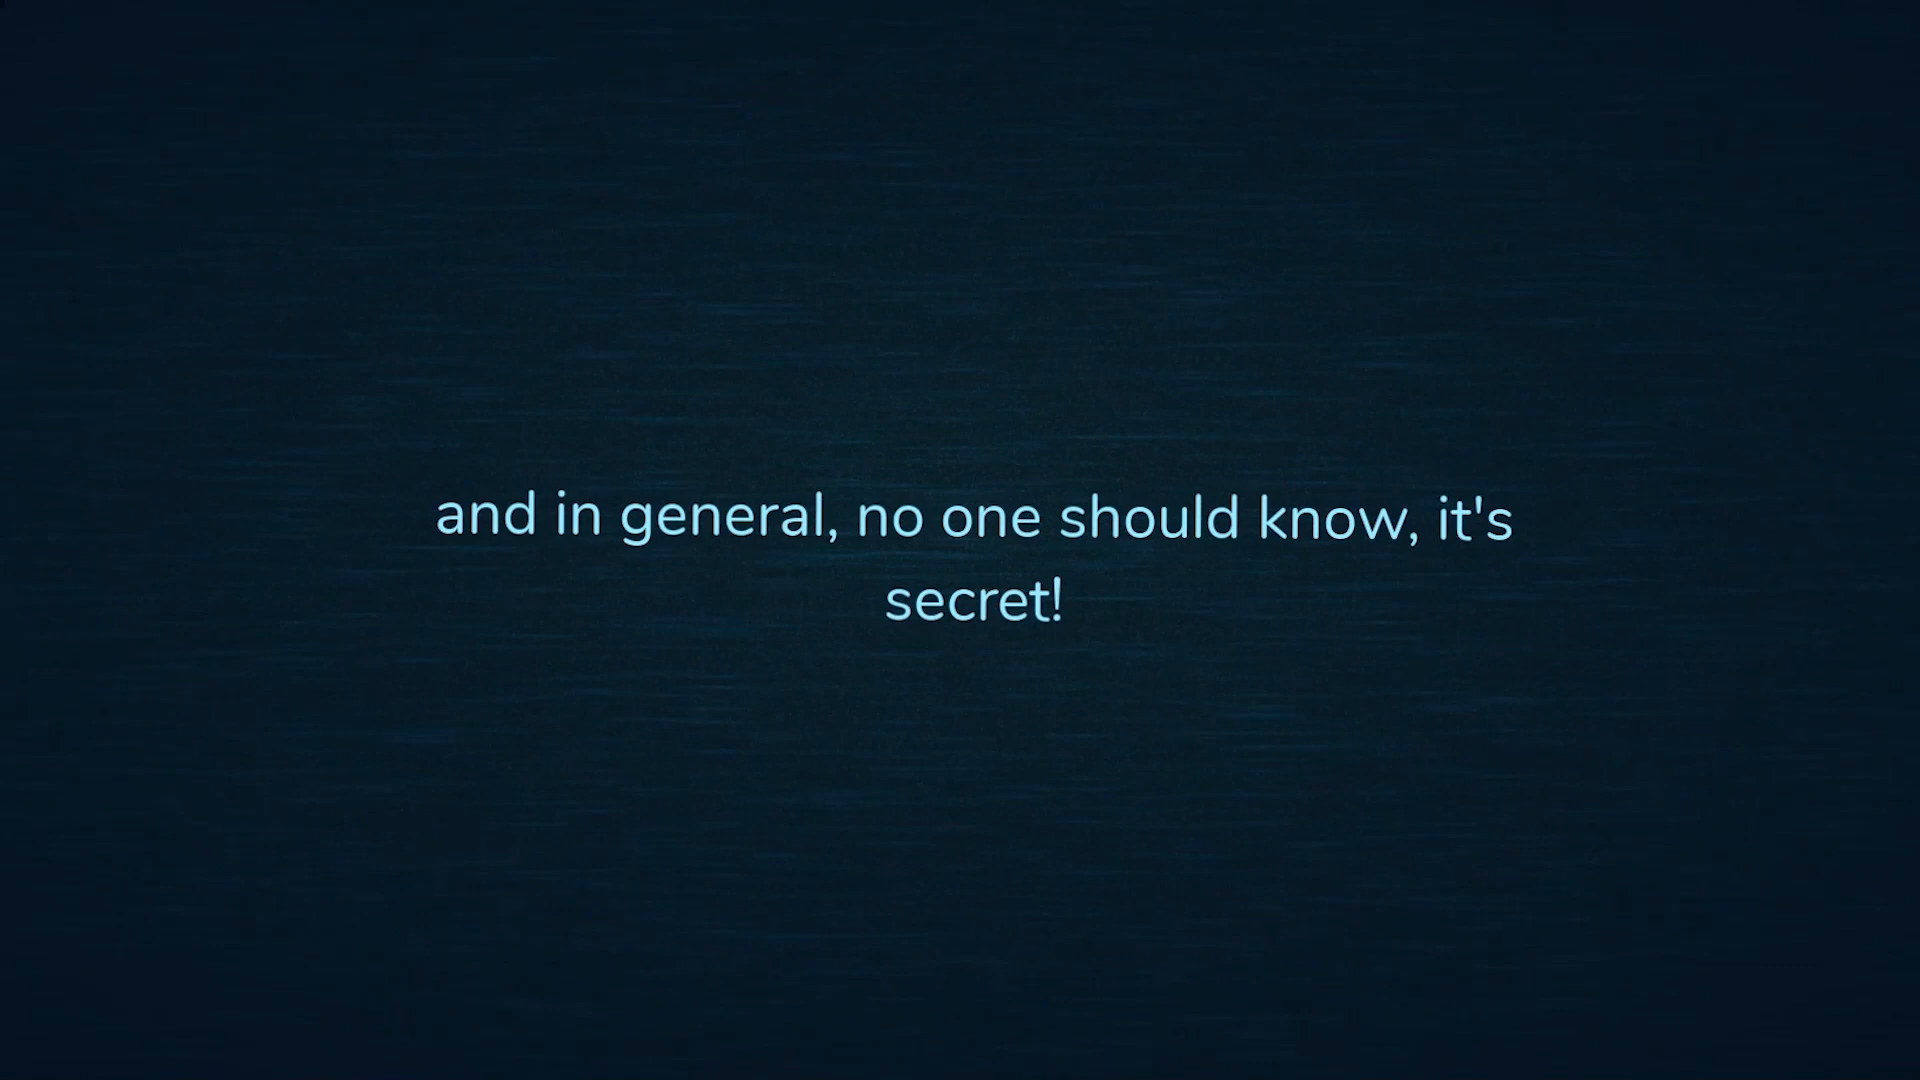 and in general, no one should know, it's
secret!